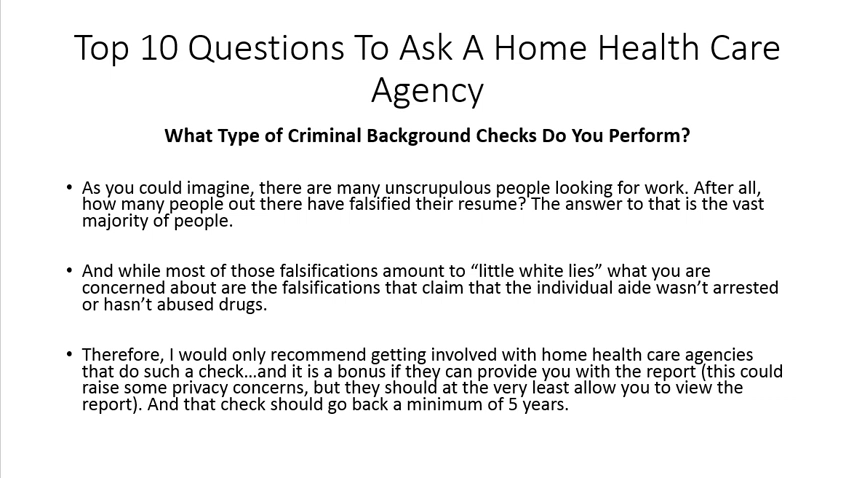 Top 10 Questions To Ask A Home Health Care
Agency
What Type of Criminal Background Checks Do You Perform?
• As you could imagine, there are many unscrupulous people looking for work. After all,
how many people out there have falsified their resume? The answer to that is the vast
majority of people.
• And while most of those falsifications amount to “little white lies” what you are
concerned about are the falsifications that claim that the individual aide wasn’t arrested
or hasn’t abused drugs.
• Therefore, I would only recommend getting involved with home health care agencies
that do such a check…and it is a bonus if they can provide you with the report (this could
raise some privacy concerns, but they should at the very least allow you to view the
report). And that check should go back a minimum of 5 years.